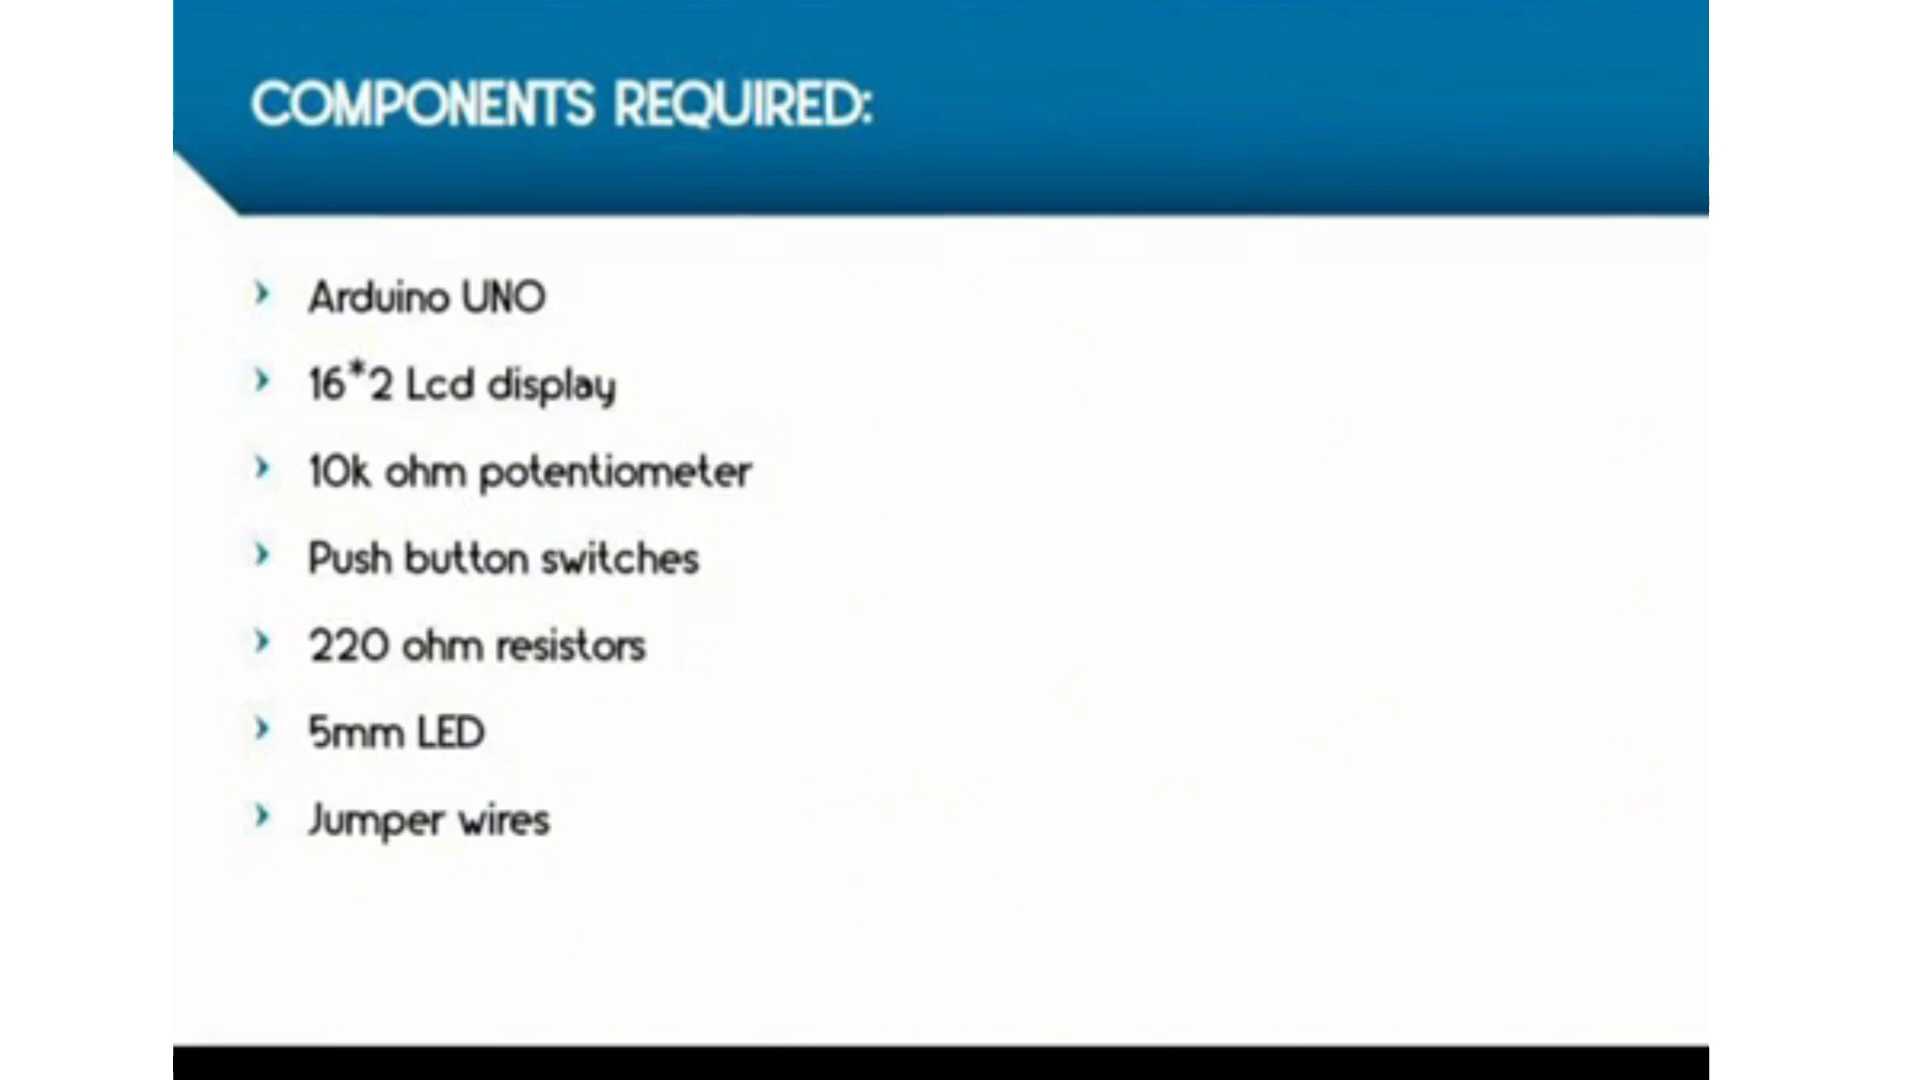 COMPONENTS REQUIRED:
Arduino UNO
16*2 Lcd display
10k ohm potentiometer
Push button switches
220 ohm resistors
5mm LED
Jumper wires